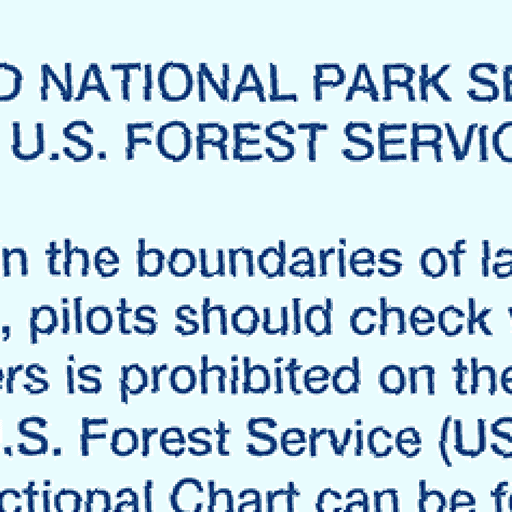 D NATIONAL PARK SE
U.S. FOREST SERVIC
n the boundaries of la
, pilots should check
ers is prohibited on the
.S. Forest Service (US
ctional Chart can be f